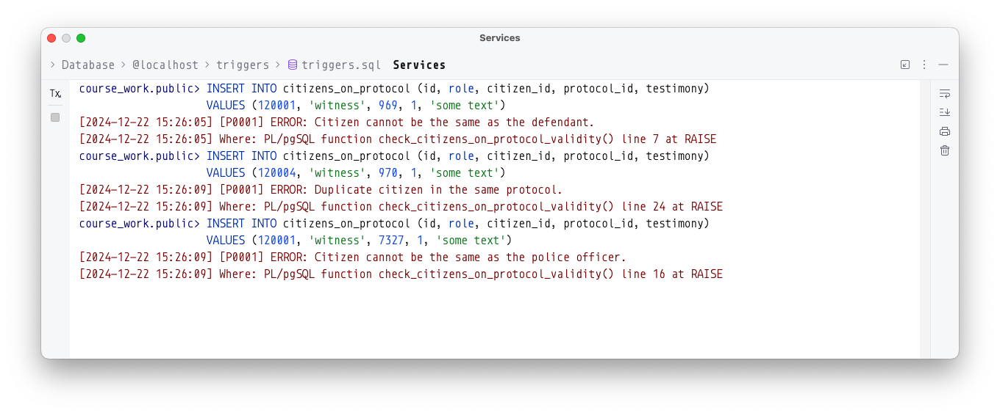 Services
Database @localhost triggers triggers.sql Services
Tx
course_work.public> INSERT INTO citizens_on_protocol (id, role, citizen_id, protocol_id, testimony)
VALUES (120001, 'witness', 969, 1, 'some text')
[2024-12-22 15:26:05] [P0001] ERROR: Citizen cannot be the same as the defendant.
[2024-12-22 15:26:05] Where: PL/pgSQL function check_citizens_on_protocol_validity() line 7 at RAISE
course_work.public> INSERT INTO citizens_on_protocol (id, role, citizen_id, protocol_id, testimony)
VALUES (120004, 'witness', 970, 1, 'some text')
[2024-12-22 15:26:09] [P0001] ERROR: Duplicate citizen in the same protocol.
[2024-12-22 15:26:09] Where: PL/pgSQL function check_citizens_on_protocol_validity() line 24 at RAISE
course_work.public> INSERT INTO citizens_on_protocol (id, role, citizen_id, protocol_id, testimony)
VALUES (120001, 'witness', 7327, 1, 'some text')
[2024-12-22 15:26:09] [P0001] ERROR: Citizen cannot be the same as the police officer.
[2024-12-22 15:26:09] Where: PL/pgSQL function check_citizens_on_protocol_validity() line 16 at RAISE